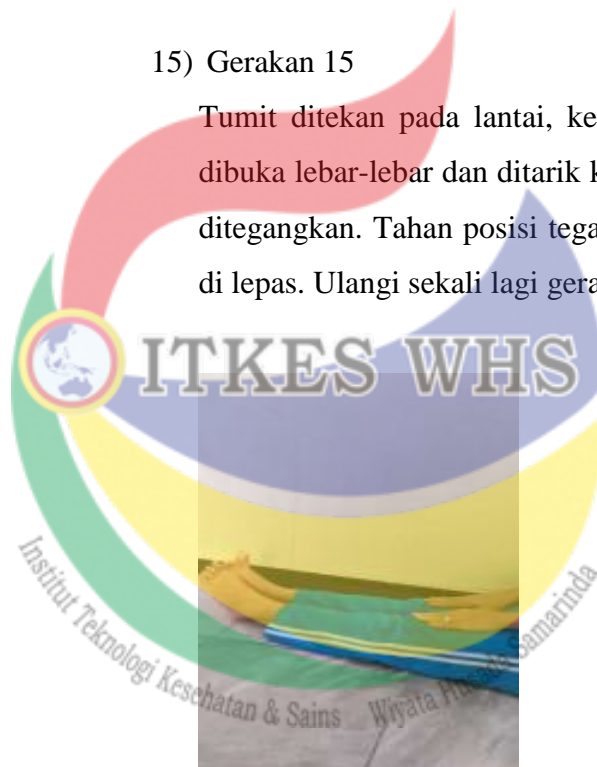 15) Gerakan 15
Tumit ditekan pada lantai, ke
dibuka lebar-lebar dan ditarik k
ditegangkan. Tahan posisi tega
di lepas. Ulangi sekali lagi gera
ITKES WHS
Institut Teknologi Kesehatan & Sains Wiyata Husada Samarinda